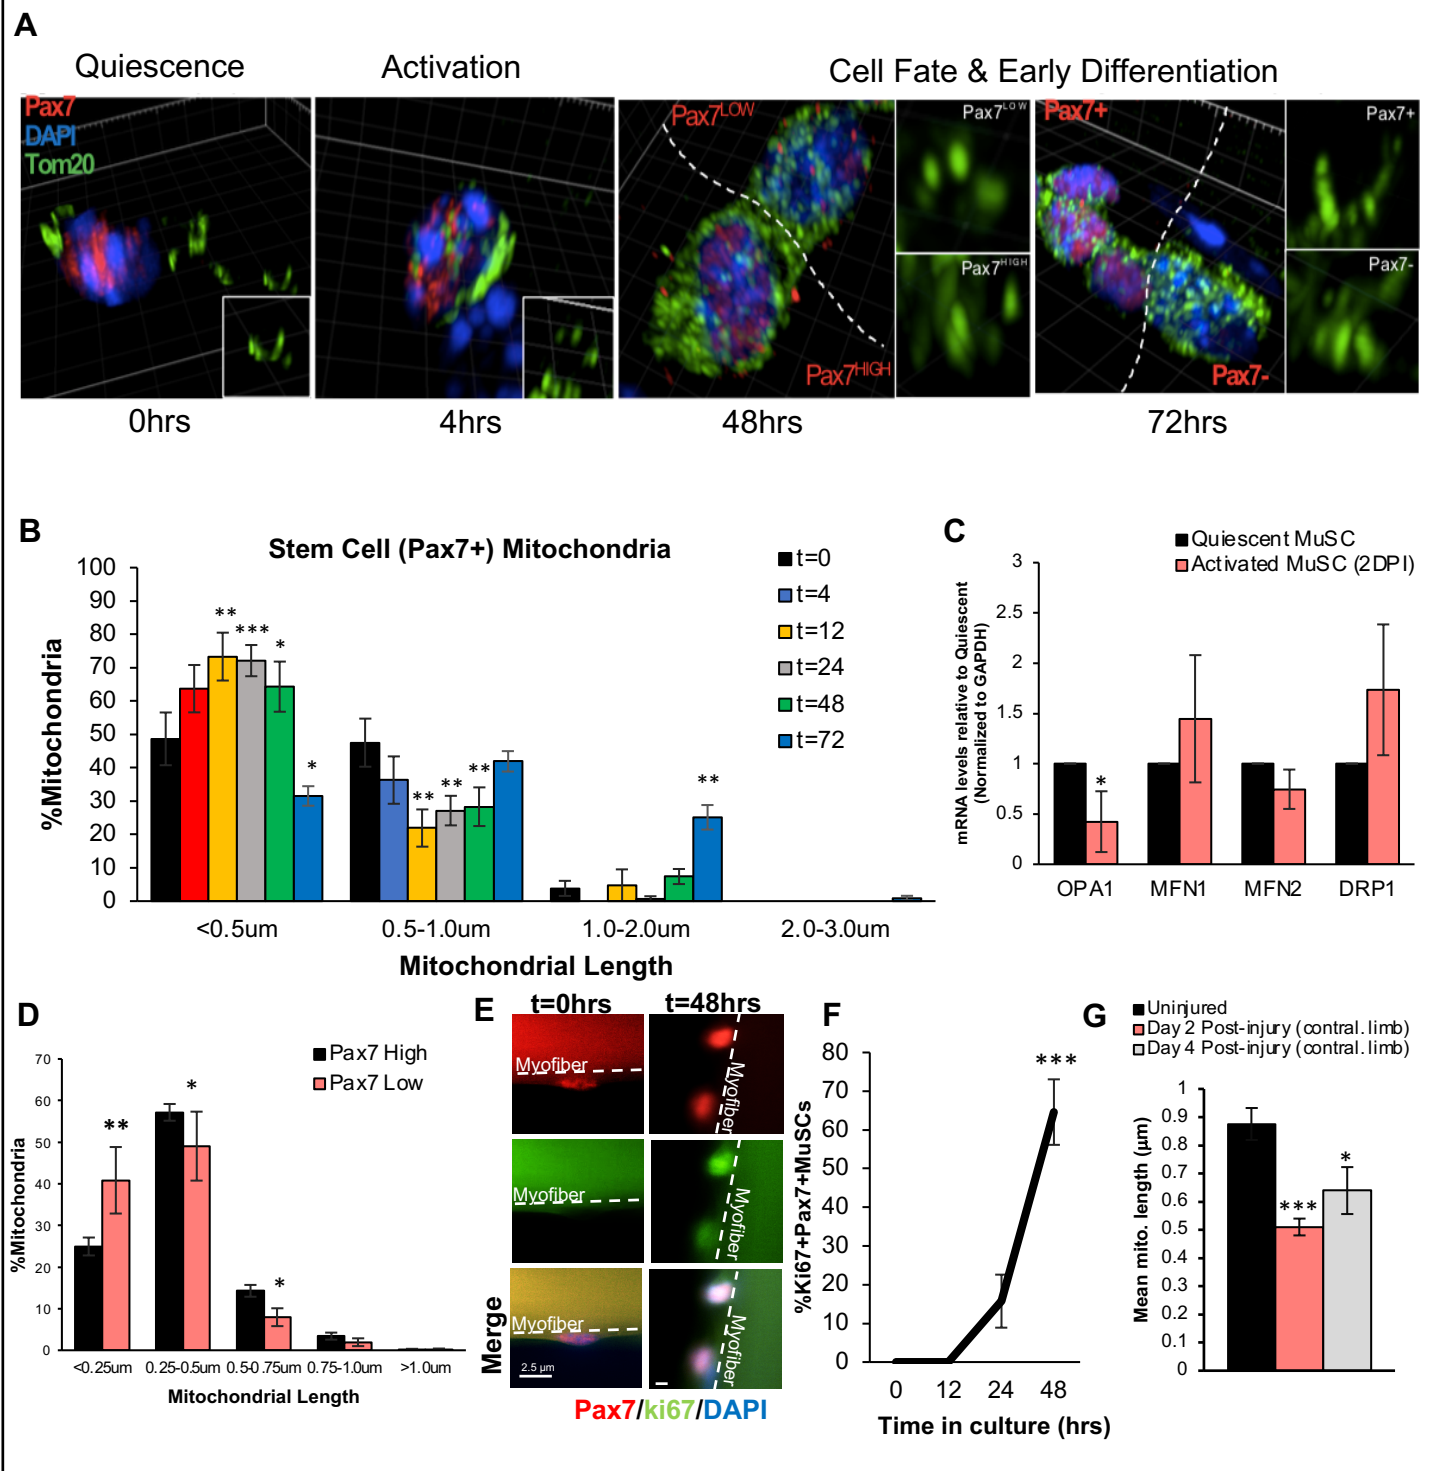 A
Quiescence
Activation
Cell Fate & Early Differentiation
Pax7
DAPI
Tom20
Pax7LOW
Pax7HIGH
Pax7LOW
Pax7HIGH
Pax7+
Pax7-
Pax7+
Pax7-
0hrs
4hrs
48hrs
72hrs
B
Stem Cell (Pax7+) Mitochondria
%Mitochondria
100
90
80
70
60
50
40
30
20
10
0
**
***
*
*
**
**
**
**
t=0
t=4
t=12
t=24
t=48
t=72
<0.5um
0.5-1.0um
1.0-2.0um
2.0-3.0um
Mitochondrial Length
C
Quiescent MuSC
Activated MuSC (2DPI)
mRNA levels relative to Quiescent
(Normalized to GAPDH)
3
2.5
2
1.5
1
0.5
0
*
OPA1
MFN1
MFN2
DRP1
D
Pax7 High
Pax7 Low
%Mitochondria
70
60
50
40
30
20
10
0
**
*
*
<0.25um
0.25-0.5um
0.5-0.75um
0.75-1.0um
>1.0um
Mitochondrial Length
E
t=0hrs
t=48hrs
Myofiber
Myofiber
Myofiber
Myofiber
Merge
Myofiber
Myofiber
2.5 μm
Pax7/ki67/DAPI
F
%Ki67+Pax7+MuSCs
80
70
60
50
40
30
20
10
0
***
0
12
24
48
Time in culture (hrs)
G
Uninjured
Day 2 Post-injury (contral. limb)
Day 4 Post-injury (contral. limb)
Mean mito. length (μm)
1
0.9
0.8
0.7
0.6
0.5
0.4
0.3
0.2
0.1
0
***
*